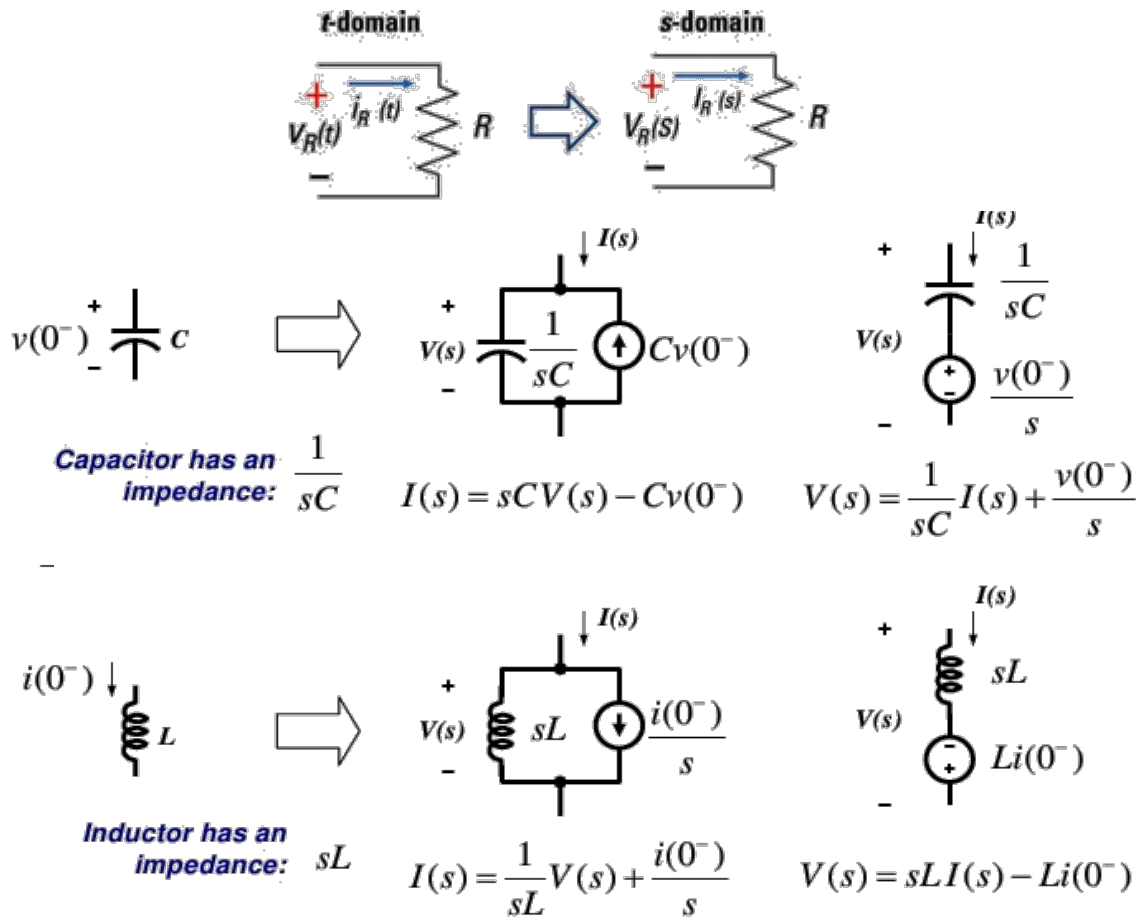 t-domain
s-domain
+
i_R (t)
V_R(t)
R
−
+
I_R (s)
V_R(S)
R
−
+
v(0⁻)
C
−
I(s)
+
V(s)
−
1/sC
Cv(0⁻)
I(s)
+
1/sC
V(s)
+
-
v(0⁻)/s
−
Capacitor has an
impedance: 1/sC
I(s) = sCV(s) − Cv(0⁻)
V(s) = 1/sC I(s) + v(0⁻)/s
–
i(0⁻)
L
I(s)
+
V(s)
−
sL
i(0⁻)/s
I(s)
+
sL
V(s)
-
+
Li(0⁻)
−
Inductor has an
impedance: sL
I(s) = 1/sL V(s) + i(0⁻)/s
V(s) = sLI(s) − Li(0⁻)